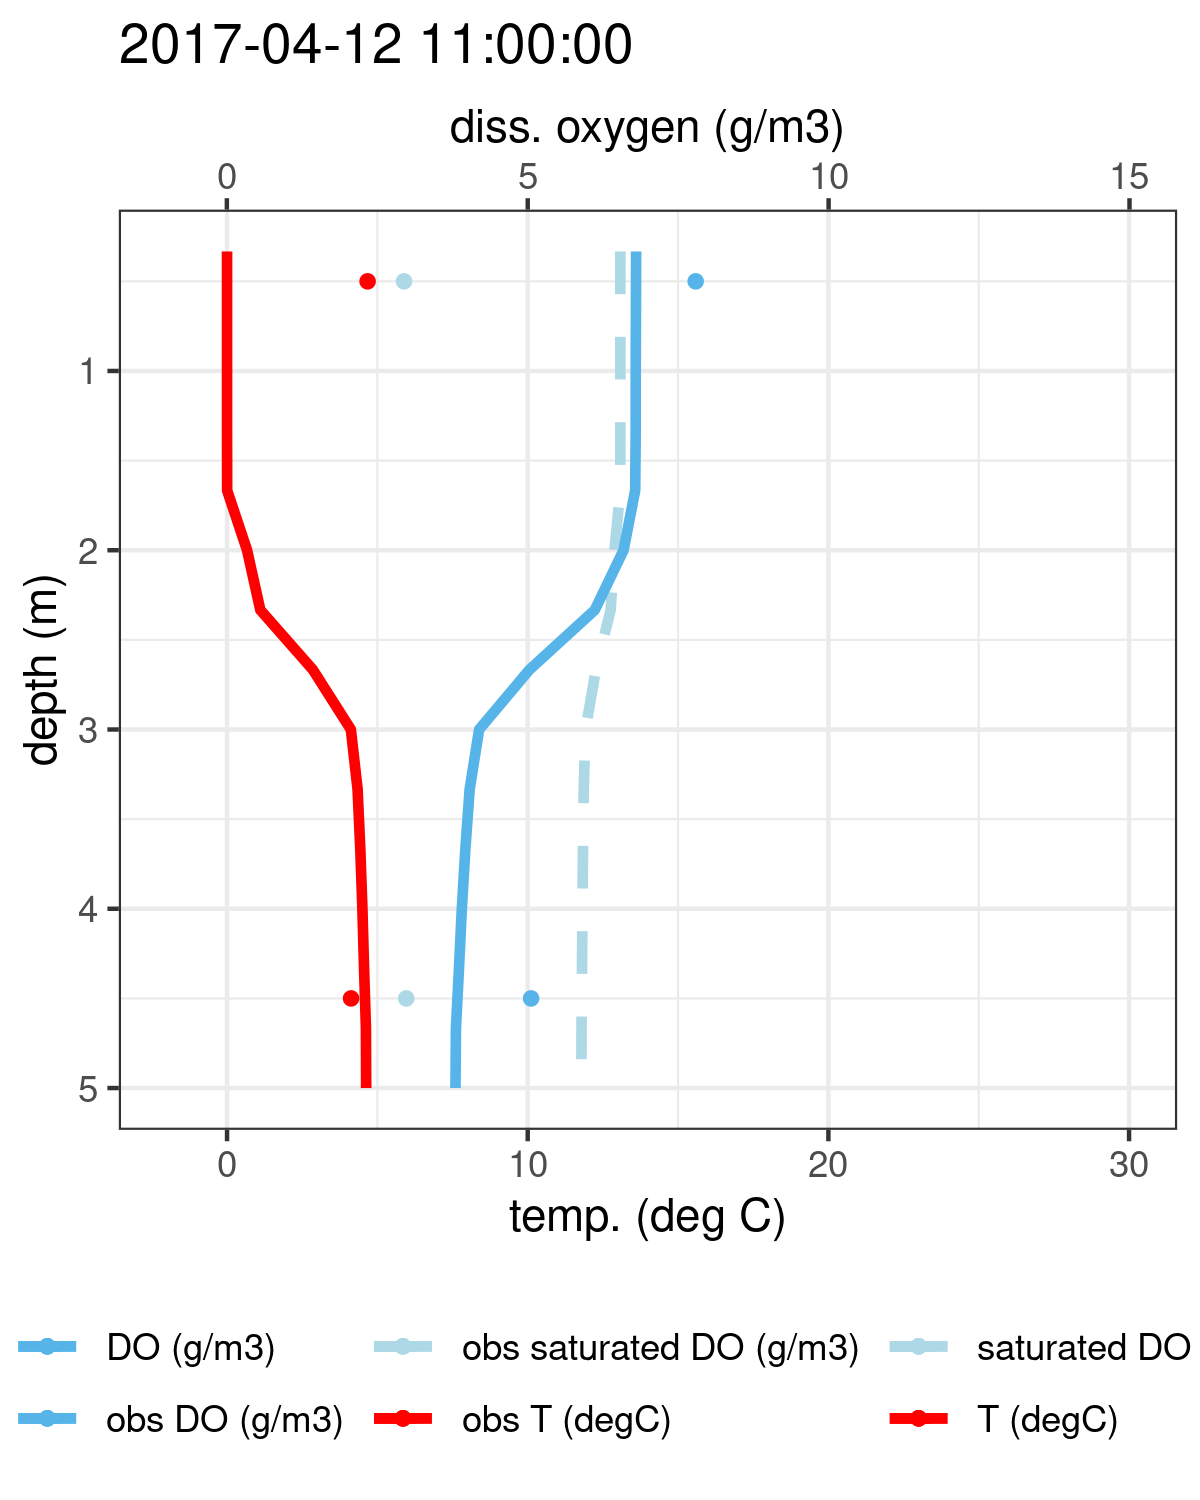 2017-04-12 11:00:00
diss. oxygen (g/m3)
0 5 10 15
depth (m)
1
2
3
4
5
0 10 20 30
temp. (deg C)
DO (g/m3) obs saturated DO (g/m3) saturated DO
obs DO (g/m3) obs T (degC) T (degC)